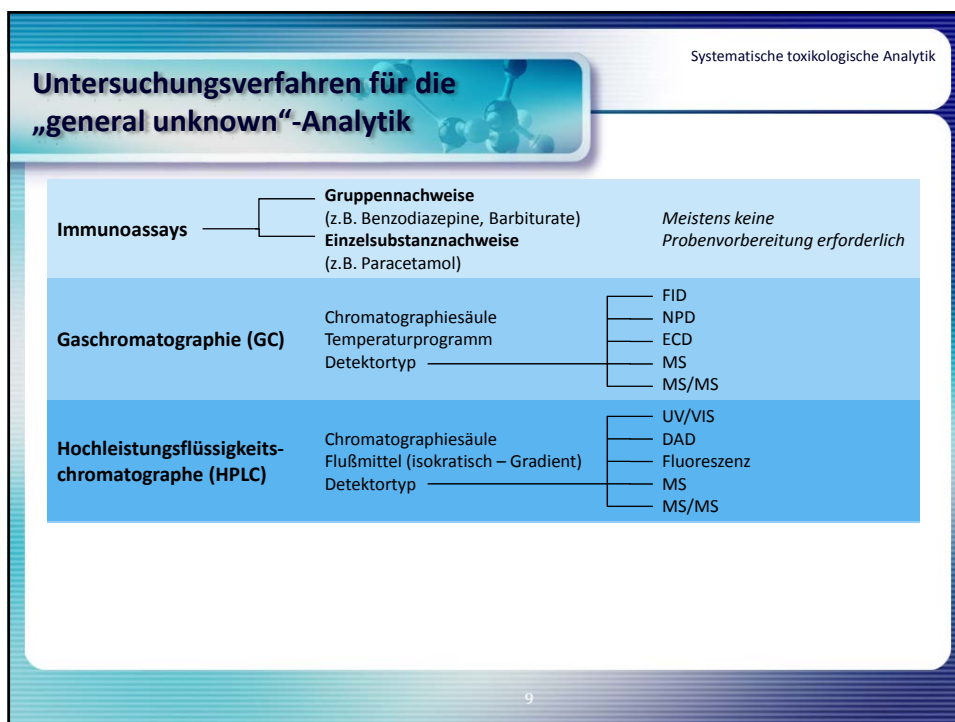 Systematische toxikologische Analytik
Untersuchungsverfahren für die
„general unknown“-Analytik
Immunoassays
Gruppennachweise
(z.B. Benzodiazepine, Barbiturate)
Einzelsubstanznachweise
(z.B. Paracetamol)
Meistens keine
Probenvorbereitung erforderlich
Gaschromatographie (GC)
Chromatographiesäule
Temperaturprogramm
Detektortyp
FID
NPD
ECD
MS
MS/MS
Hochleistungsflüssigkeits-
chromatographe (HPLC)
Chromatographiesäule
Flußmittel (isokratisch – Gradient)
Detektortyp
UV/VIS
DAD
Fluoreszenz
MS
MS/MS
9